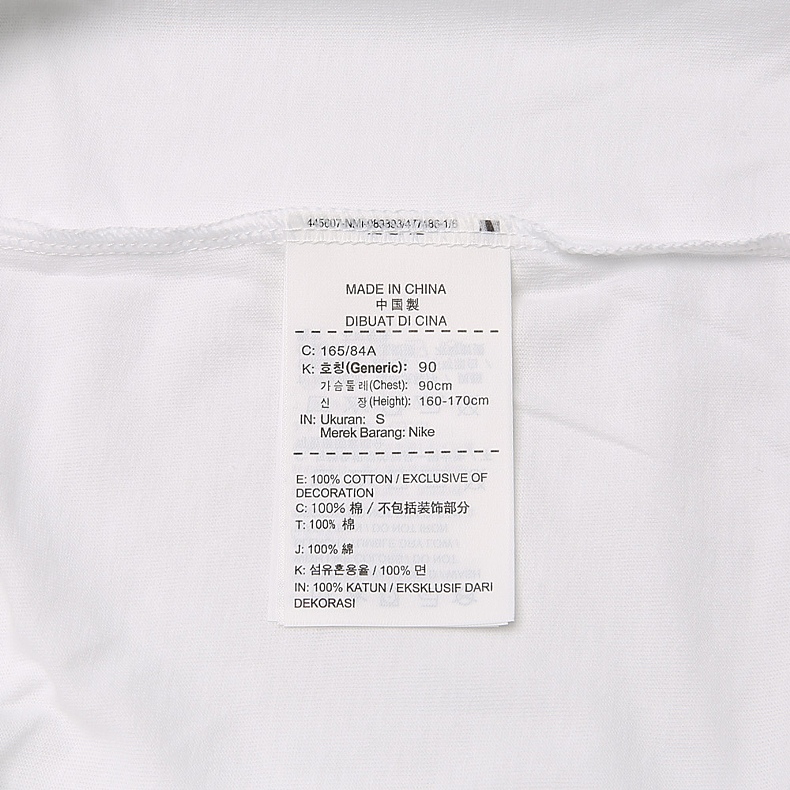 MADE IN CHINA
中国製
DIBUAT DI CINA
C: 165/84A
K: 호칭(Generic): 90
가슴둘레(Chest): 90cm
신 장(Height): 160-170cm
IN: Ukuran: S
Merek Barang: Nike
E: 100% COTTON / EXCLUSIVE OF
DECORATION
C: 100% 棉 / 不包括装饰部分
T: 100% 棉
J: 100% 綿
K: 섬유혼용율 / 100% 면
IN: 100% KATUN / EKSKLUSIF DARI
DEKORASI